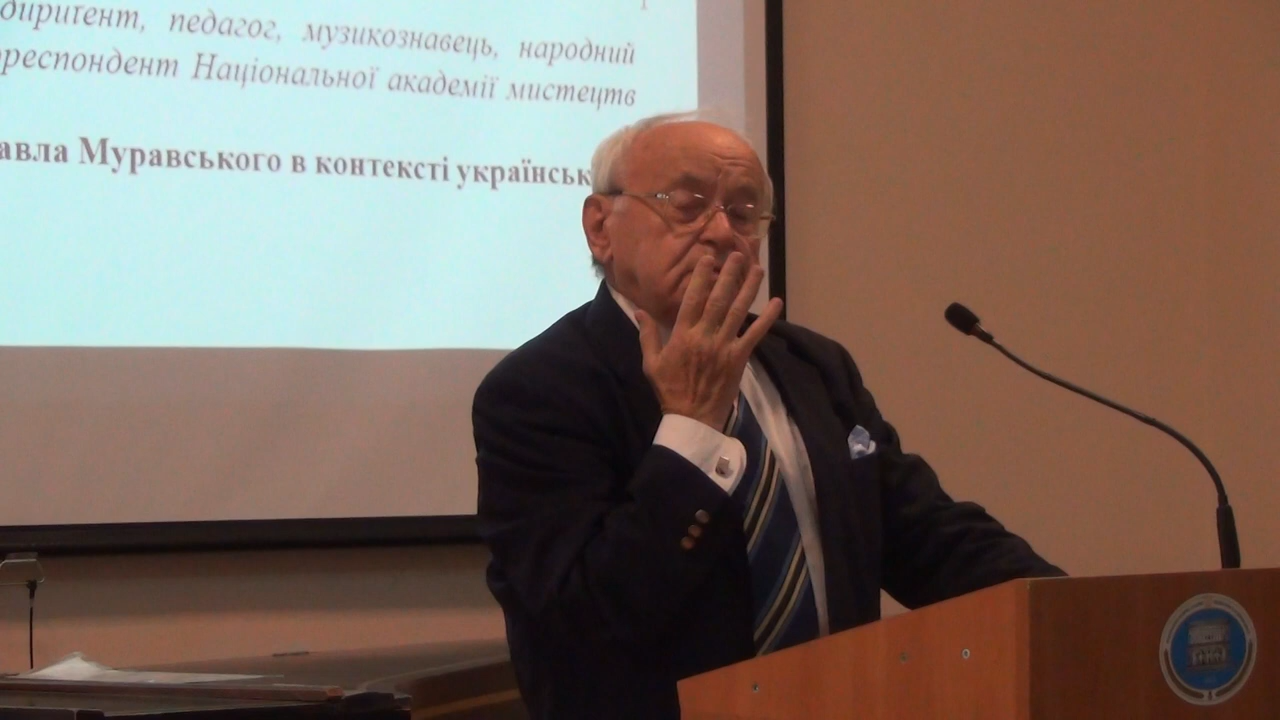 диригент, педагог, музикознавець, народний
респондент Національної академії мистецтв
авла Муравського в контексті українськ